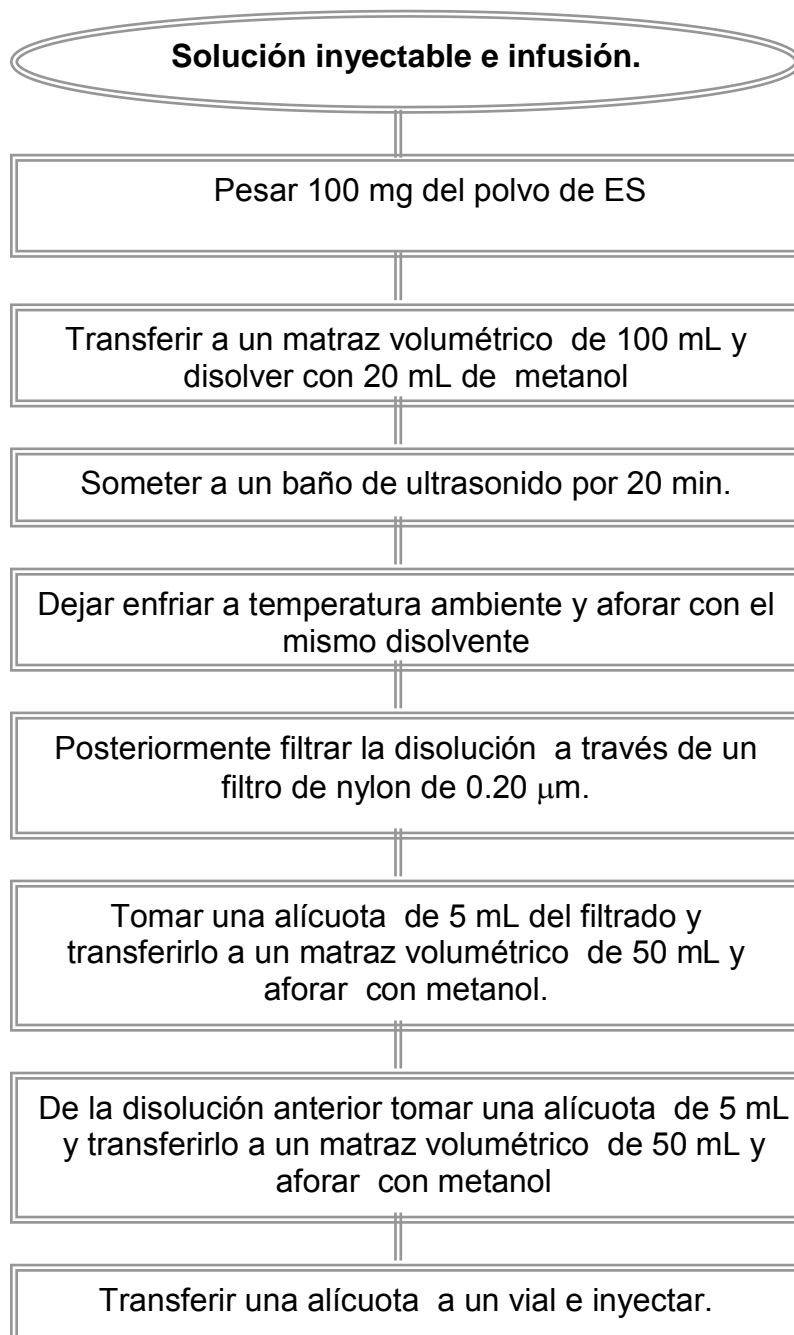 Solución inyectable e infusión.
Pesar 100 mg del polvo de ES
Transferir a un matraz volumétrico de 100 mL y
disolver con 20 mL de metanol
Someter a un baño de ultrasonido por 20 min.
Dejar enfriar a temperatura ambiente y aforar con el
mismo disolvente
Posteriormente filtrar la disolución a través de un
filtro de nylon de 0.20 μm.
Tomar una alícuota de 5 mL del filtrado y
transferirlo a un matraz volumétrico de 50 mL y
aforar con metanol.
De la disolución anterior tomar una alícuota de 5 mL
y transferirlo a un matraz volumétrico de 50 mL y
aforar con metanol
Transferir una alícuota a un vial e inyectar.